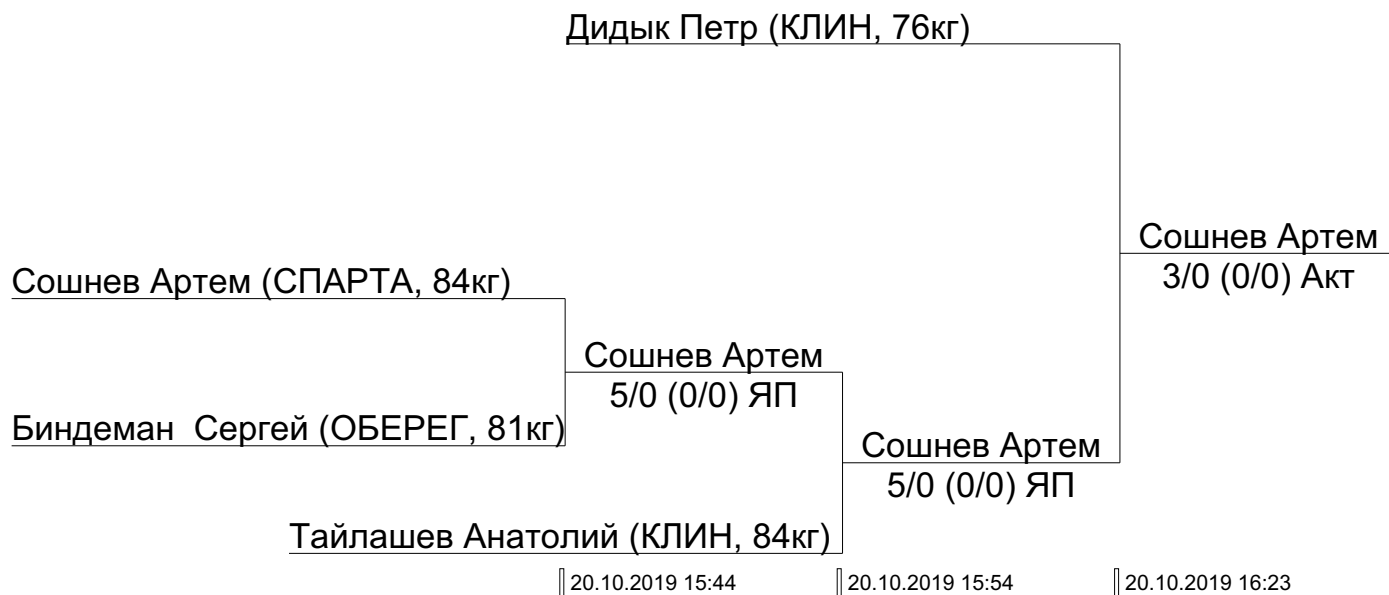 Дидык Петр (КЛИН, 76кг)
Сошнев Артем
3/0 (0/0) Акт
Сошнев Артем (СПАРТА, 84кг)
Сошнев Артем
5/0 (0/0) ЯП
Биндеман  Сергей (ОБЕРЕГ, 81кг)
Сошнев Артем
5/0 (0/0) ЯП
Тайлашев Анатолий (КЛИН, 84кг)
20.10.2019 15:44
20.10.2019 15:54
20.10.2019 16:23